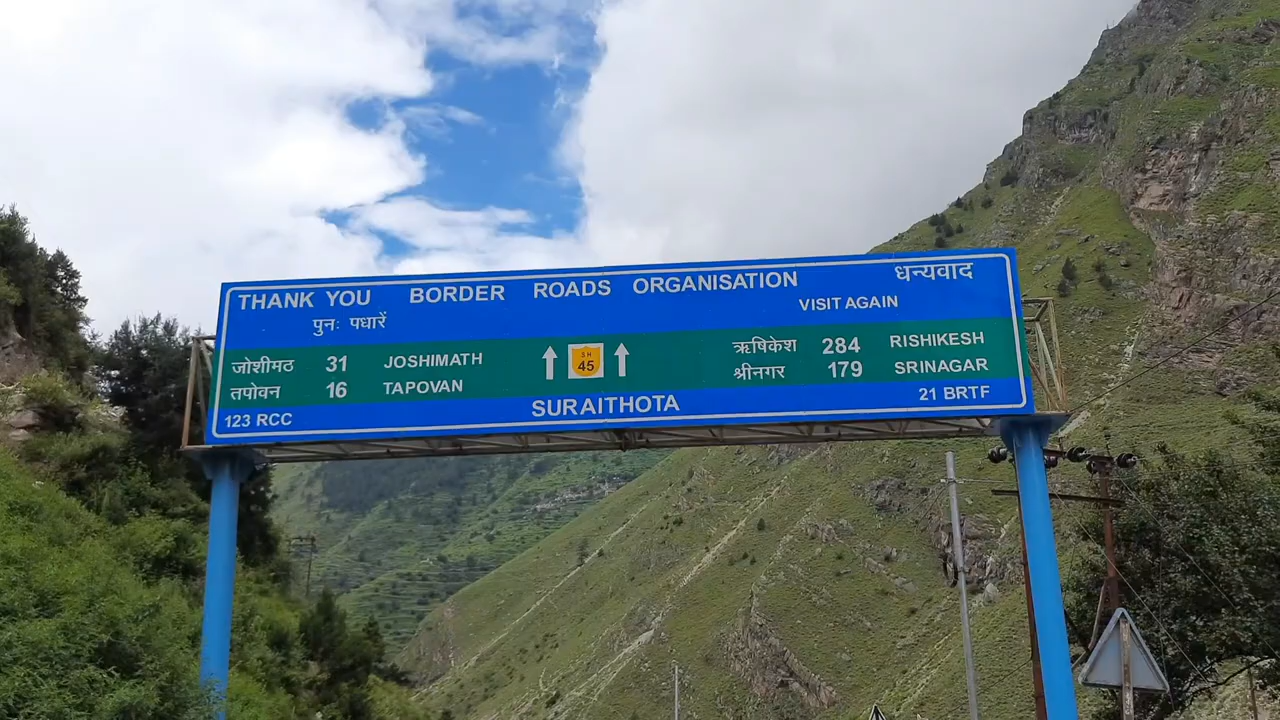 THANK YOU BORDER ROADS ORGANISATION धन्यवाद
पुनः पधारें VISIT AGAIN
जोशीमठ 31 JOSHIMATH SH 45 ऋषिकेश 284 RISHIKESH
तपोवन 16 TAPOVAN श्रीनगर 179 SRINAGAR
123 RCC SURAITHOTA 21 BRTF